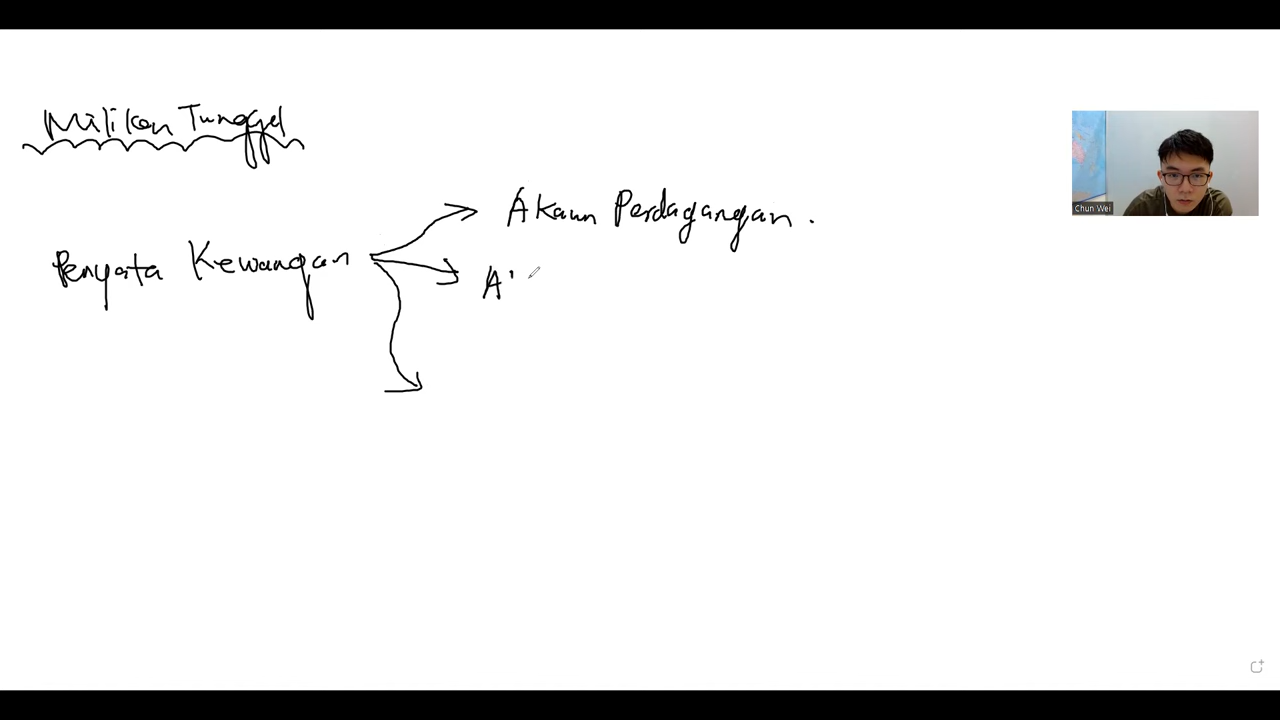 Milikan Tunggal
Akaun Perdagangan.
Penyata Kewangan
A
Chun Wei